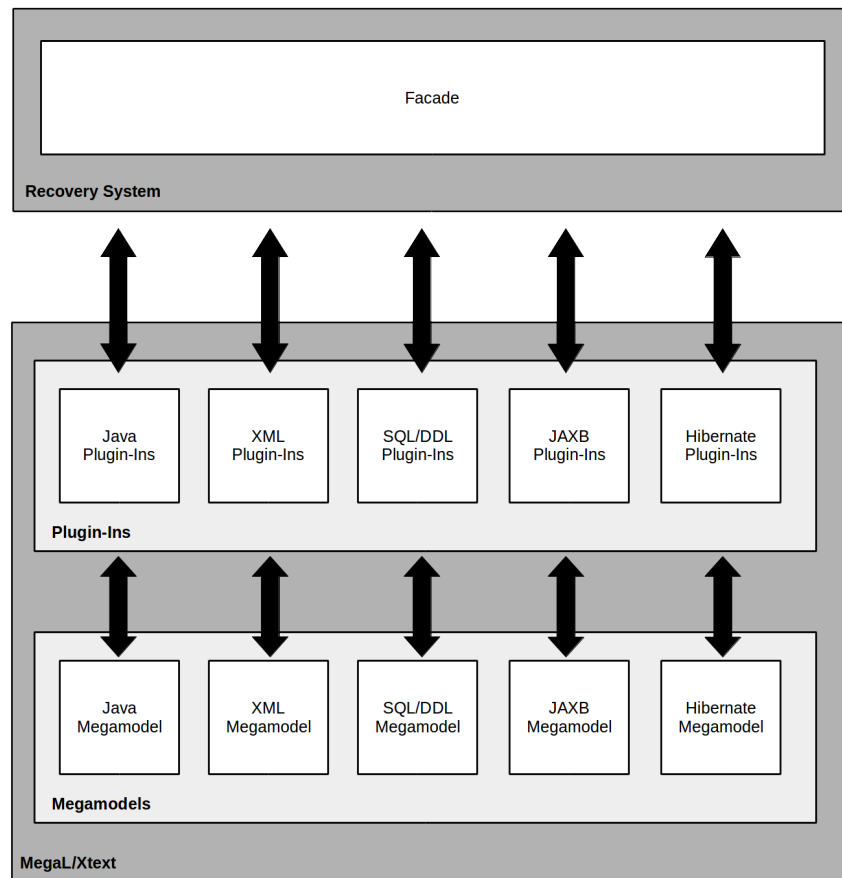 Facade
Recovery System
Java
Plugin-Ins
XML
Plugin-Ins
SQL/DDL
Plugin-Ins
JAXB
Plugin-Ins
Hibernate
Plugin-Ins
Plugin-Ins
Java
Megamodel
XML
Megamodel
SQL/DDL
Megamodel
JAXB
Megamodel
Hibernate
Megamodel
Megamodels
MegaL/Xtext